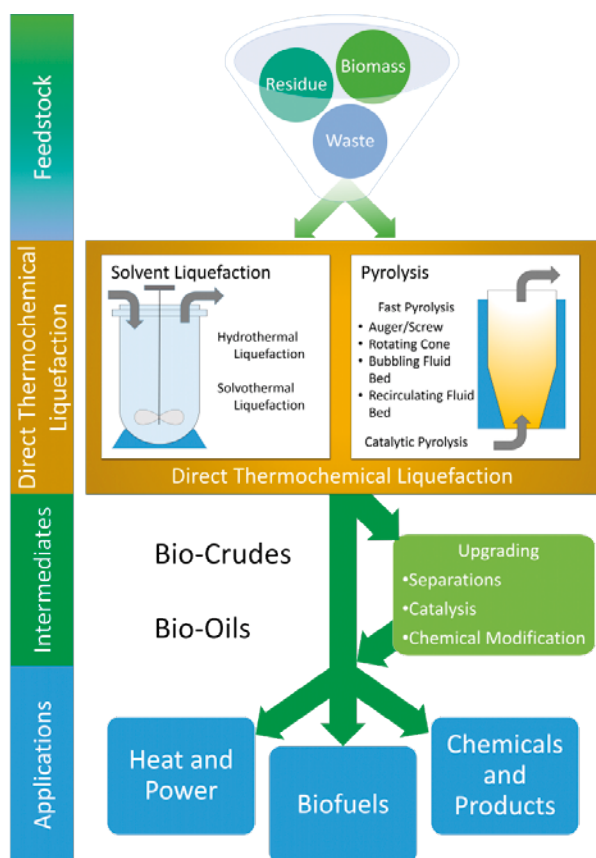 Feedstock
Residue
Biomass
Waste
Direct Thermochemical
Liquefaction
Solvent Liquefaction
Hydrothermal
Liquefaction
Solvothermal
Liquefaction
Pyrolysis
Fast Pyrolysis
• Auger/Screw
• Rotating Cone
• Bubbling Fluid
Bed
• Recirculating Fluid
Bed
Catalytic Pyrolysis
Direct Thermochemical Liquefaction
Intermediates
Bio-Crudes
Bio-Oils
Upgrading
•Separations
•Catalysis
•Chemical Modification
Applications
Heat and
Power
Biofuels
Chemicals
and
Products